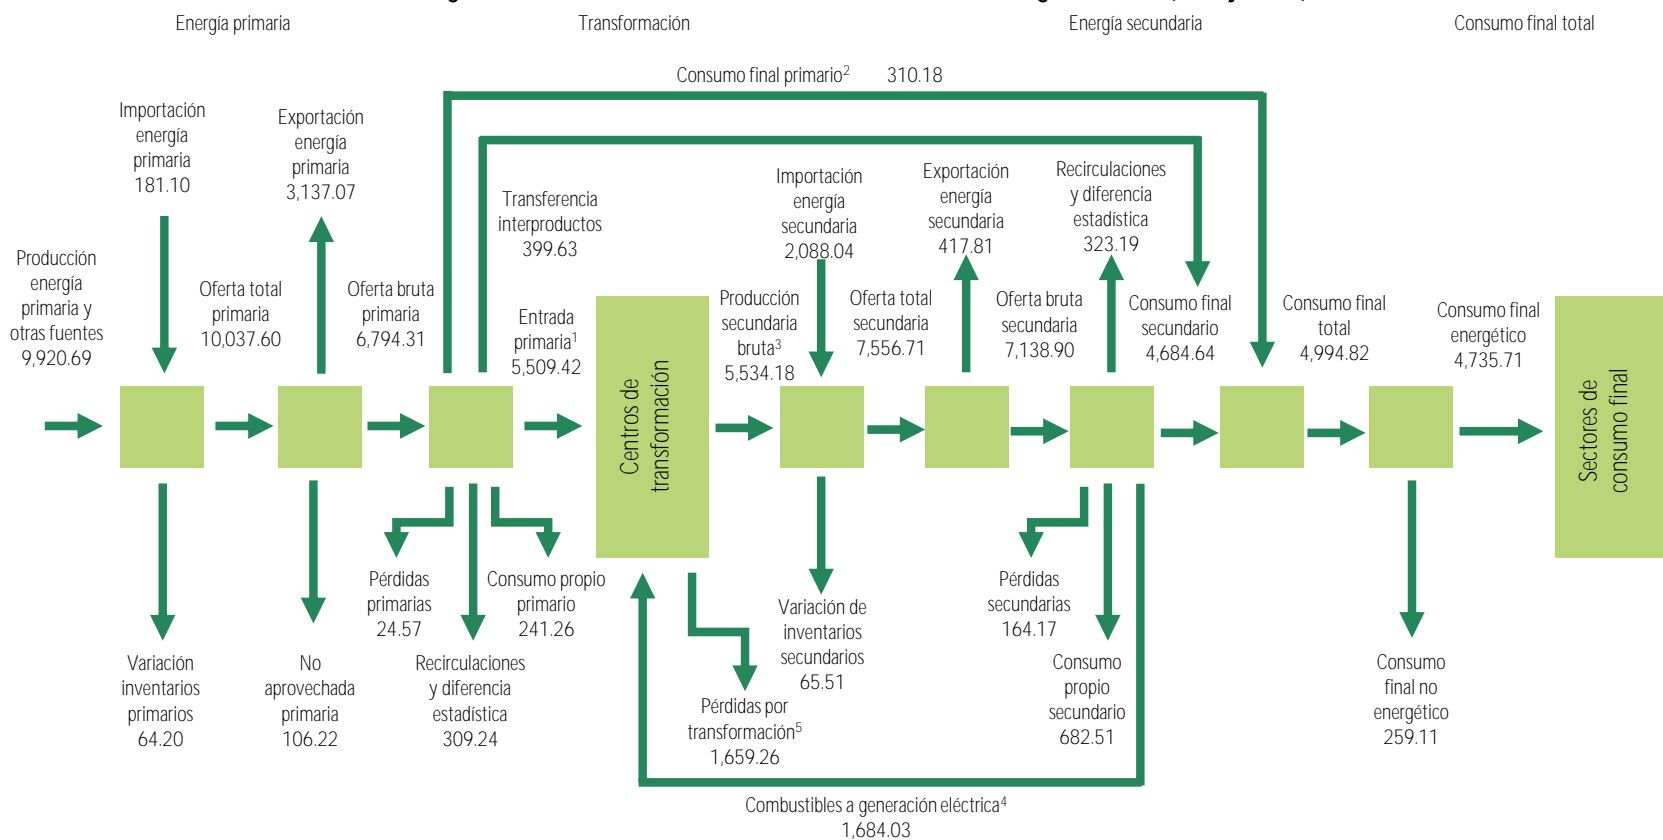 Energía primaria
Transformación
Energía secundaria
Consumo final total
Consumo final primario² 310.18
Importación
energía
primaria
181.10
Exportación
energía
primaria
3,137.07
Transferencia
interproductos
399.63
Importación
energía
secundaria
2,088.04
Exportación
energía
secundaria
417.81
Recirculaciones
y diferencia
estadística
323.19
Producción
energía
primaria y
otras fuentes
9,920.69
Oferta total
primaria
10,037.60
Oferta bruta
primaria
6,794.31
Entrada
primaria¹
5,509.42
Producción
secundaria
bruta³
5,534.18
Oferta total
secundaria
7,556.71
Oferta bruta
secundaria
7,138.90
Consumo final
secundario
4,684.64
Consumo final
total
4,994.82
Consumo final
energético
4,735.71
Centros de
transformación
Sectores de
consumo final
Variación
inventarios
primarios
64.20
No
aprovechada
primaria
106.22
Pérdidas
primarias
24.57
Recirculaciones
y diferencia
estadística
309.24
Consumo propio
primario
241.26
Pérdidas por
transformación⁵
1,659.26
Variación de
inventarios
secundarios
65.51
Pérdidas
secundarias
164.17
Consumo
propio
secundario
682.51
Consumo
final no
energético
259.11
Combustibles a generación eléctrica⁴
1,684.03